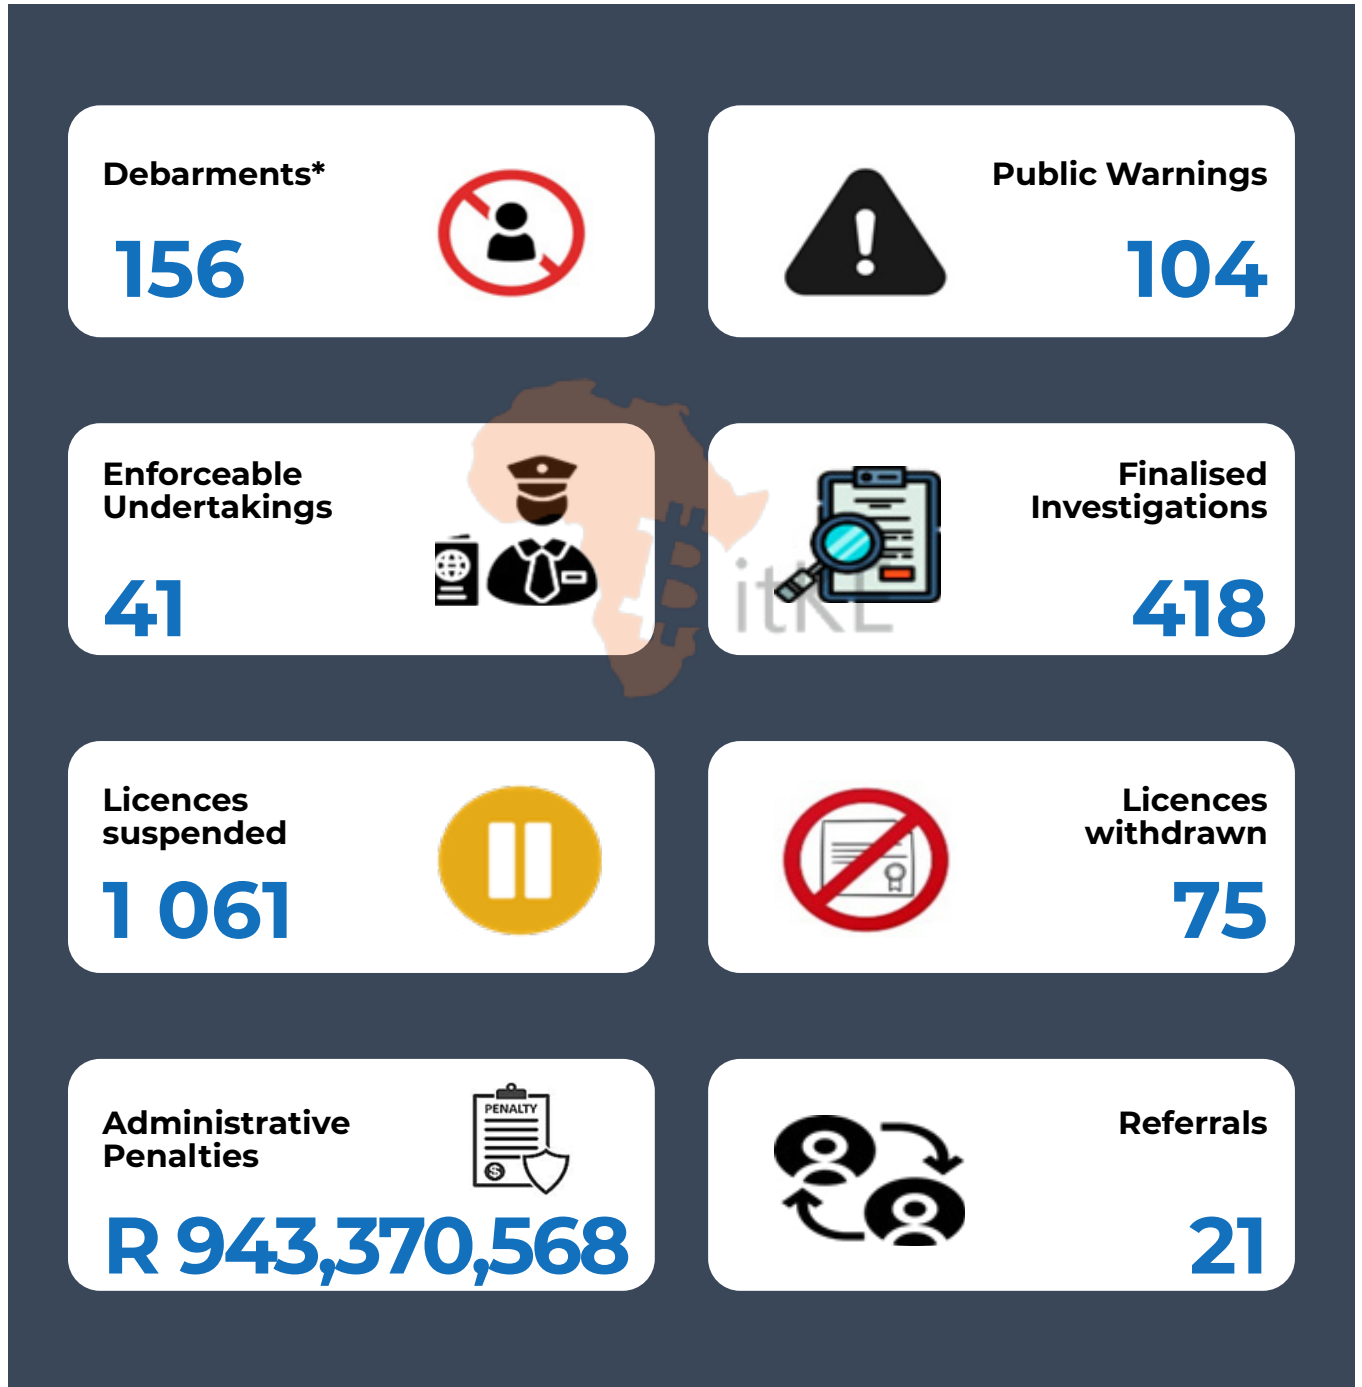 Debarments*
156
Public Warnings
104
Enforceable
Undertakings
41
Finalised
Investigations
418
itKE
Licences
suspended
1 061
Licences
withdrawn
75
Administrative
Penalties
PENALTY
$
R 943,370,568
Referrals
21